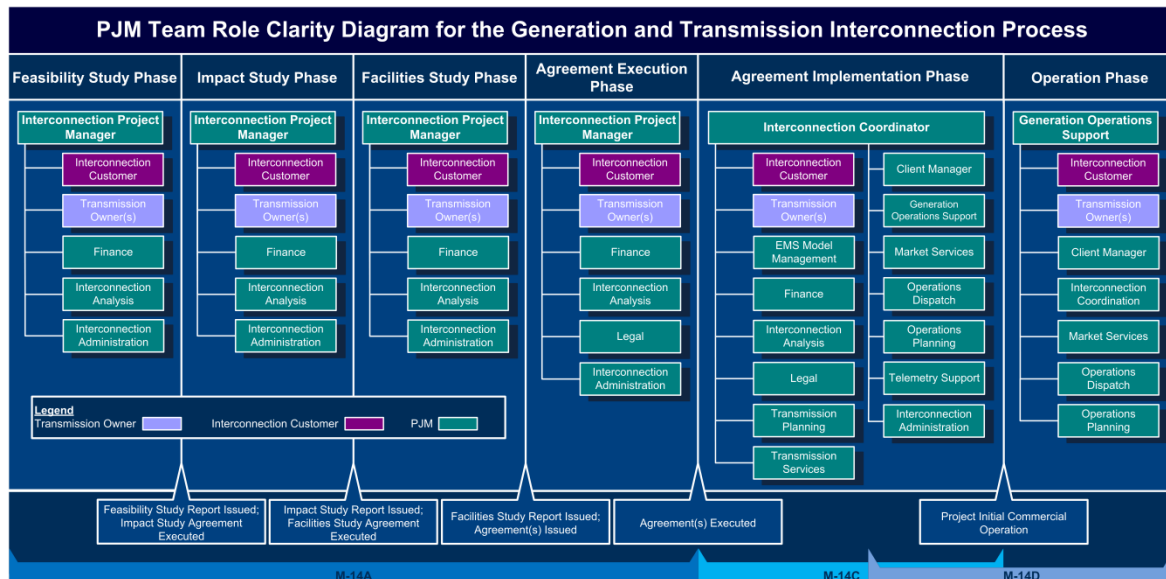 PJM Team Role Clarity Diagram for the Generation and Transmission Interconnection Process
Feasibility Study Phase
Impact Study Phase
Facilities Study Phase
Agreement Execution
Phase
Agreement Implementation Phase
Operation Phase
Interconnection Project
Manager
Interconnection
Customer
Transmission
Owner(s)
Finance
Interconnection
Analysis
Interconnection
Administration
Interconnection Project
Manager
Interconnection
Customer
Transmission
Owner(s)
Finance
Interconnection
Analysis
Interconnection
Administration
Interconnection Project
Manager
Interconnection
Customer
Transmission
Owner(s)
Finance
Interconnection
Analysis
Interconnection
Administration
Interconnection Project
Manager
Interconnection
Customer
Transmission
Owner(s)
Finance
Interconnection
Analysis
Legal
Interconnection
Administration
Interconnection Coordinator
Interconnection
Customer
Transmission
Owner(s)
EMS Model
Management
Finance
Interconnection
Analysis
Legal
Transmission
Planning
Transmission
Services
Client Manager
Generation
Operations Support
Market Services
Operations
Dispatch
Operations
Planning
Telemetry Support
Interconnection
Administration
Generation Operations
Support
Interconnection
Customer
Transmission
Owner(s)
Client Manager
Interconnection
Coordination
Market Services
Operations
Dispatch
Operations
Planning
Legend
Transmission Owner
Interconnection Customer
PJM
Feasibility Study Report Issued;
Impact Study Agreement
Executed
Impact Study Report Issued;
Facilities Study Agreement
Executed
Facilities Study Report Issued;
Agreement(s) Issued
Agreement(s) Executed
Project Initial Commercial
Operation
M-14A
M-14C
M-14D